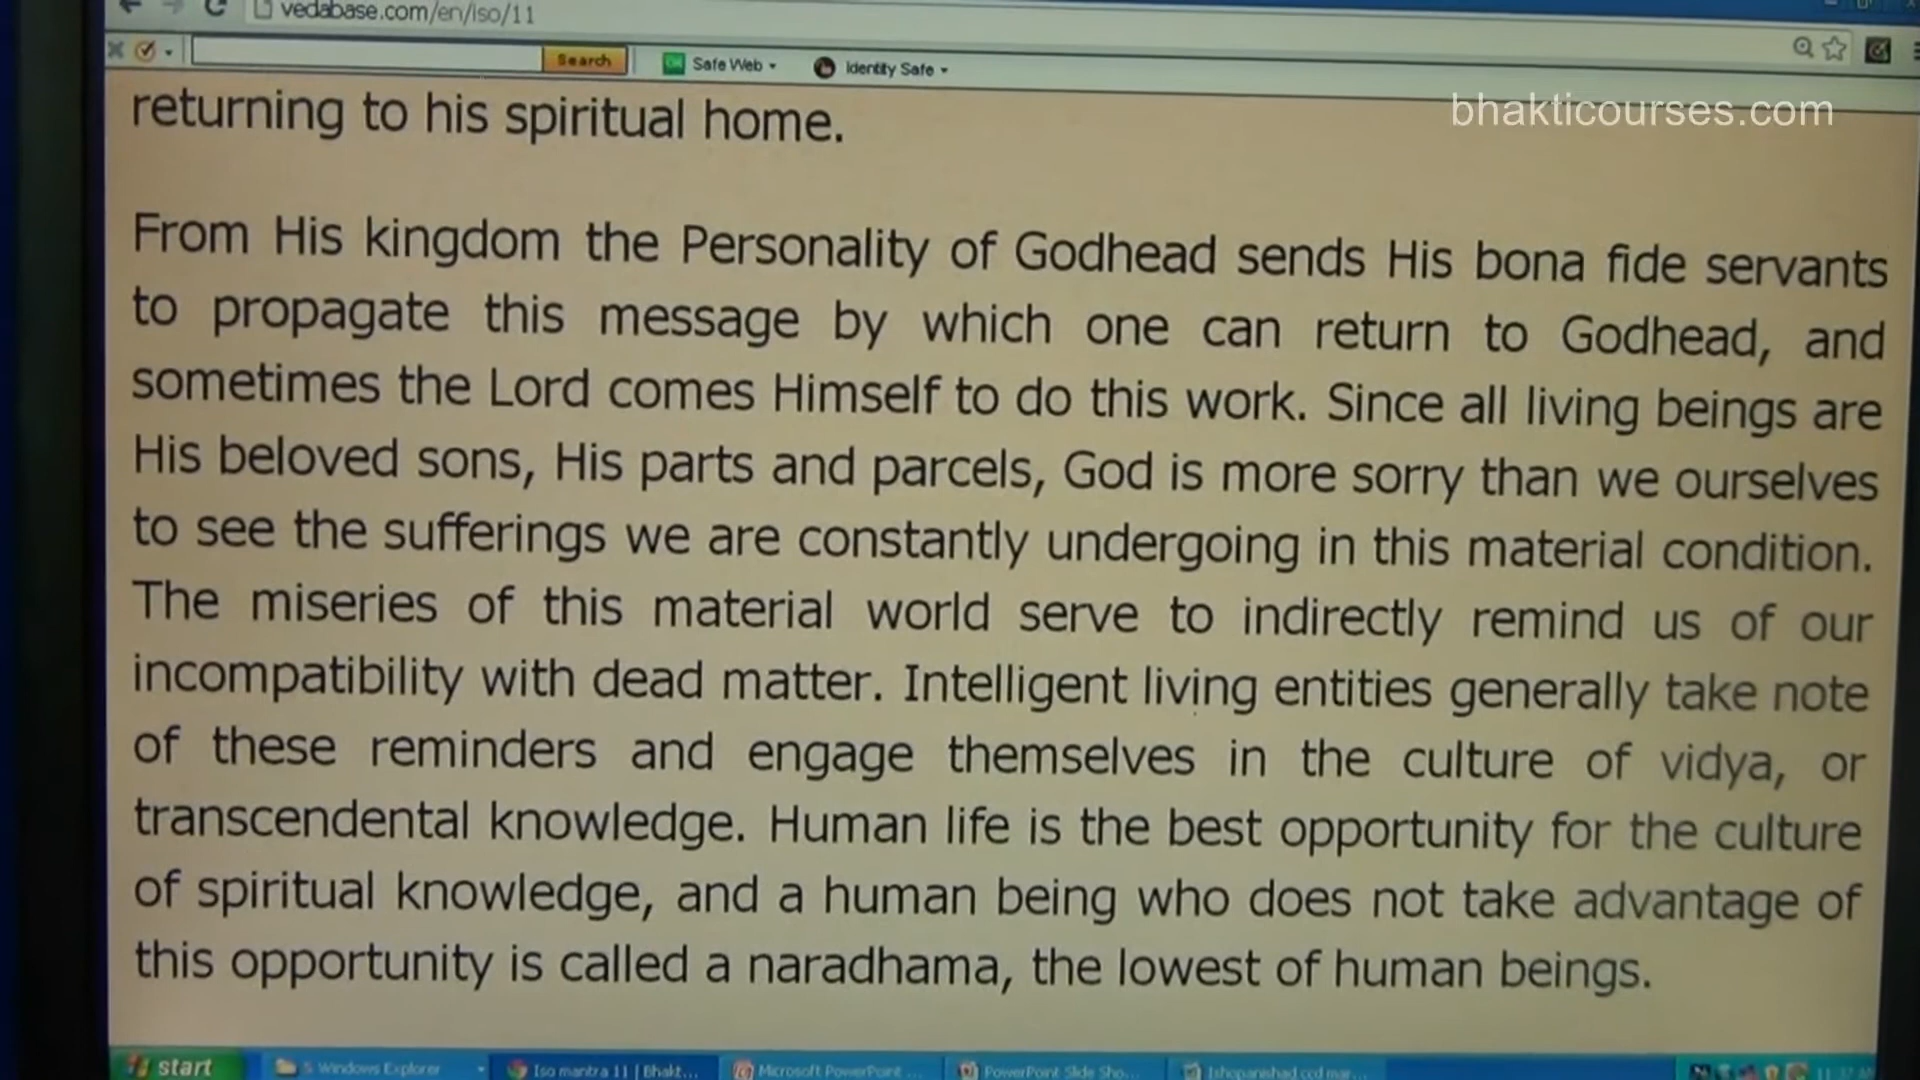 vedabase.com/en/iso/11
Search
Safe Web
Identity Safe
bhakticourses.com
returning to his spiritual home.
From His kingdom the Personality of Godhead sends His bona fide servants
to propagate this message by which one can return to Godhead, and
sometimes the Lord comes Himself to do this work. Since all living beings are
His beloved sons, His parts and parcels, God is more sorry than we ourselves
to see the sufferings we are constantly undergoing in this material condition.
The miseries of this material world serve to indirectly remind us of our
incompatibility with dead matter. Intelligent living entities generally take note
of these reminders and engage themselves in the culture of vidya, or
transcendental knowledge. Human life is the best opportunity for the culture
of spiritual knowledge, and a human being who does not take advantage of
this opportunity is called a naradhama, the lowest of human beings.
start
5 Windows Explorer
Iso mantra 11 | Bhakt...
Microsoft PowerPoint ...
PowerPoint Slide Sho...
Ishopanishad ccd mar...